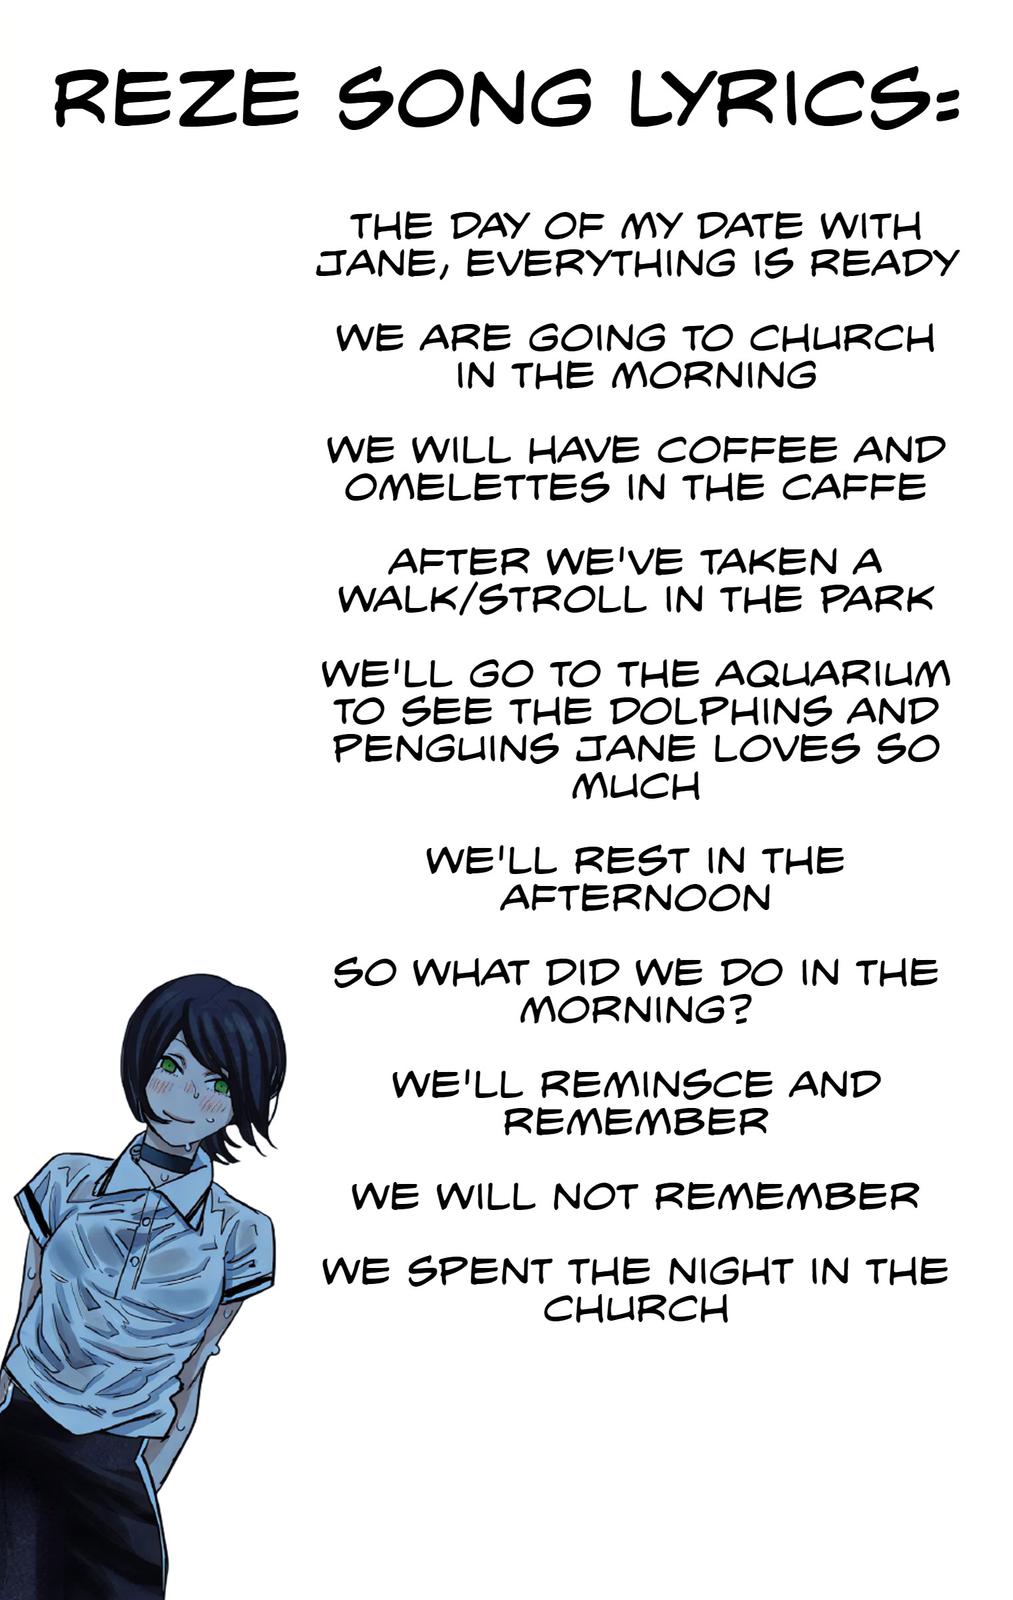 REZE SONG LYRICS:
THE DAY OF MY DATE WITH
JANE, EVERYTHING IS READY
WE ARE GOING TO CHURCH
IN THE MORNING
WE WILL HAVE COFFEE AND
OMELETTES IN THE CAFFE
AFTER WE'VE TAKEN A
WALK/STROLL IN THE PARK
WE'LL GO TO THE AQUARIUM
TO SEE THE DOLPHINS AND
PENGUINS JANE LOVES SO
MUCH
WE'LL REST IN THE
AFTERNOON
SO WHAT DID WE DO IN THE
MORNING?
WE'LL REMINSCE AND
REMEMBER
WE WILL NOT REMEMBER
WE SPENT THE NIGHT IN THE
CHURCH